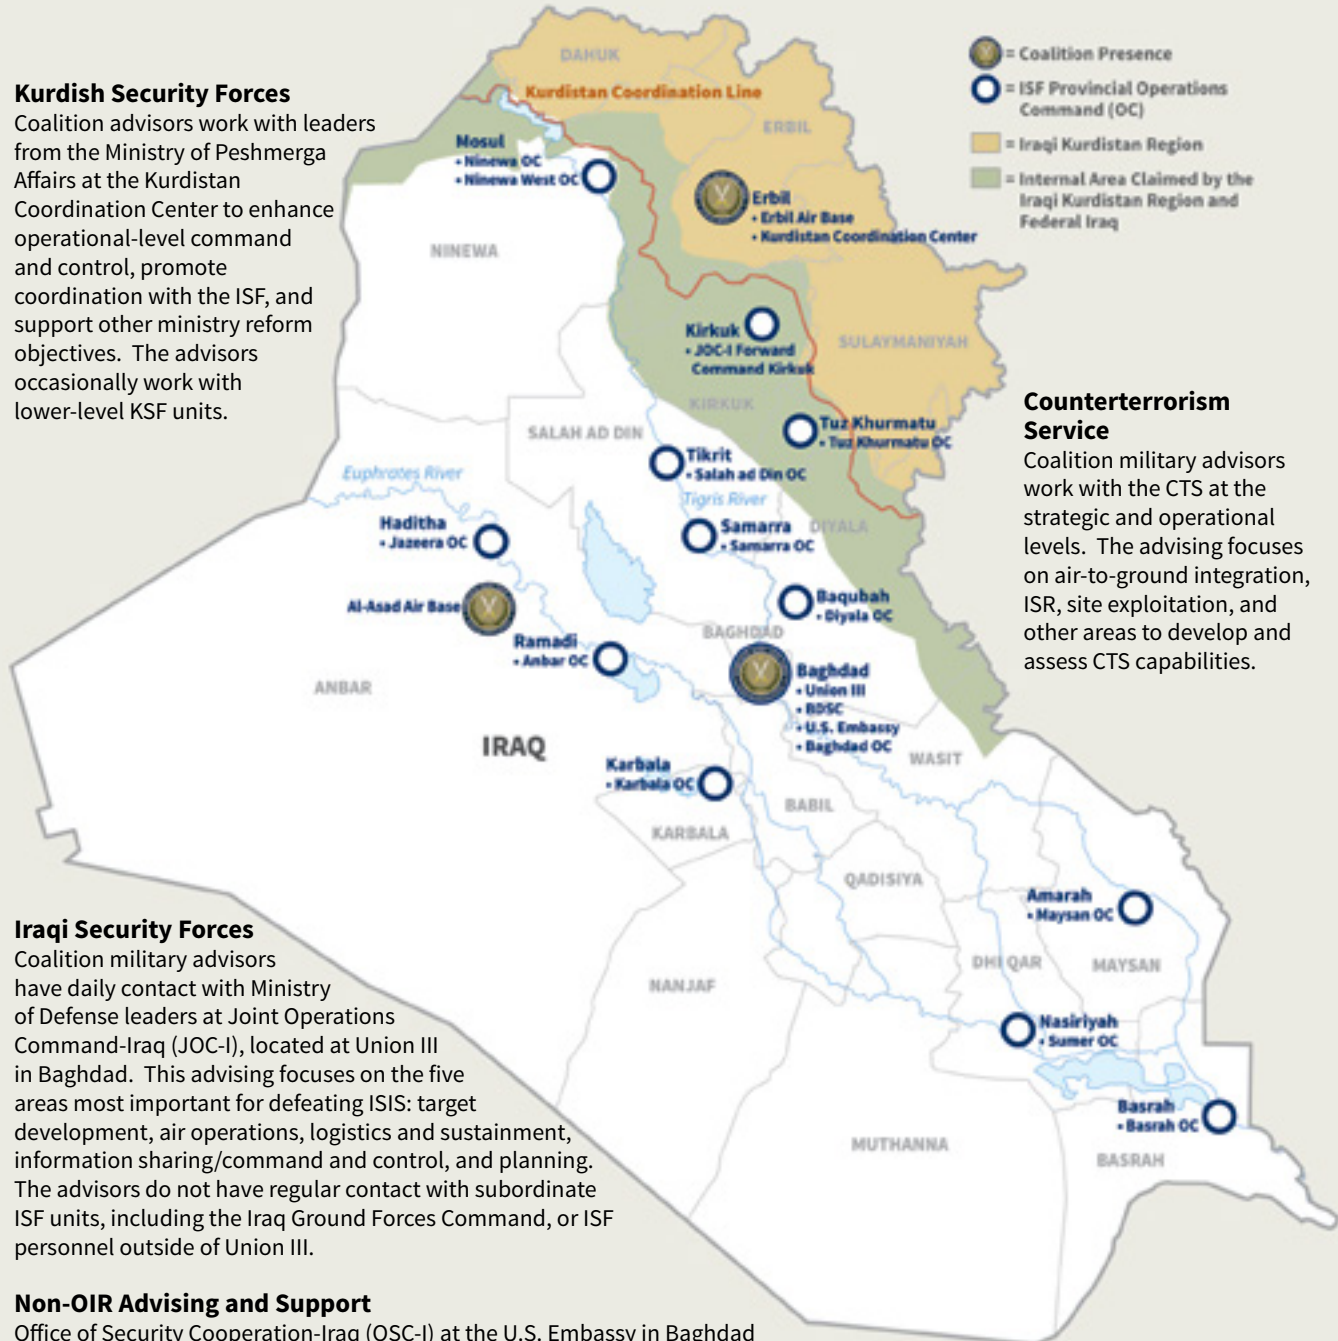 Kurdish Security Forces
Coalition advisors work with leaders
from the Ministry of Peshmerga
Affairs at the Kurdistan
Coordination Center to enhance
operational-level command
and control, promote
coordination with the ISF, and
support other ministry reform
objectives. The advisors
occasionally work with
lower-level KSF units.
= Coalition Presence
= ISF Provincial Operations
Command (OC)
= Iraqi Kurdistan Region
= Internal Area Claimed by the
Iraqi Kurdistan Region and
Federal Iraq
DAHUK
Kurdistan Coordination Line
ERBIL
Mosul
• Ninewa OC
• Ninewa West OC
Erbil
• Erbil Air Base
• Kurdistan Coordination Center
NINEWA
Kirkuk
• JOC-I Forward
Command Kirkuk
SULAYMANIYAH
KIRKUK
Tuz Khurmatu
• Tuz Khurmatu OC
SALAH AD DIN
Tikrit
• Salah ad Din OC
Euphrates River
Tigris River
Haditha
• Jazeera OC
Samarra
• Samarra OC
DIYALA
Al-Asad Air Base
Baqubah
• Diyala OC
BAGHDAD
Ramadi
• Anbar OC
Baghdad
• Union III
• BDSC
• U.S. Embassy
• Baghdad OC
ANBAR
IRAQ
WASIT
Karbala
• Karbala OC
BABIL
KARBALA
QADISIYA
Amarah
• Maysan OC
DHI QAR
MAYSAN
NANJAF
Nasiriyah
• Sumer OC
Basrah
• Basrah OC
MUTHANNA
BASRAH
Counterterrorism
Service
Coalition military advisors
work with the CTS at the
strategic and operational
levels. The advising focuses
on air-to-ground integration,
ISR, site exploitation, and
other areas to develop and
assess CTS capabilities.
Iraqi Security Forces
Coalition military advisors
have daily contact with Ministry
of Defense leaders at Joint Operations
Command-Iraq (JOC-I), located at Union III
in Baghdad. This advising focuses on the five
areas most important for defeating ISIS: target
development, air operations, logistics and sustainment,
information sharing/command and control, and planning.
The advisors do not have regular contact with subordinate
ISF units, including the Iraq Ground Forces Command, or ISF
personnel outside of Union III.
Non-OIR Advising and Support
Office of Security Cooperation-Iraq (OSC-I) at the U.S. Embassy in Baghdad